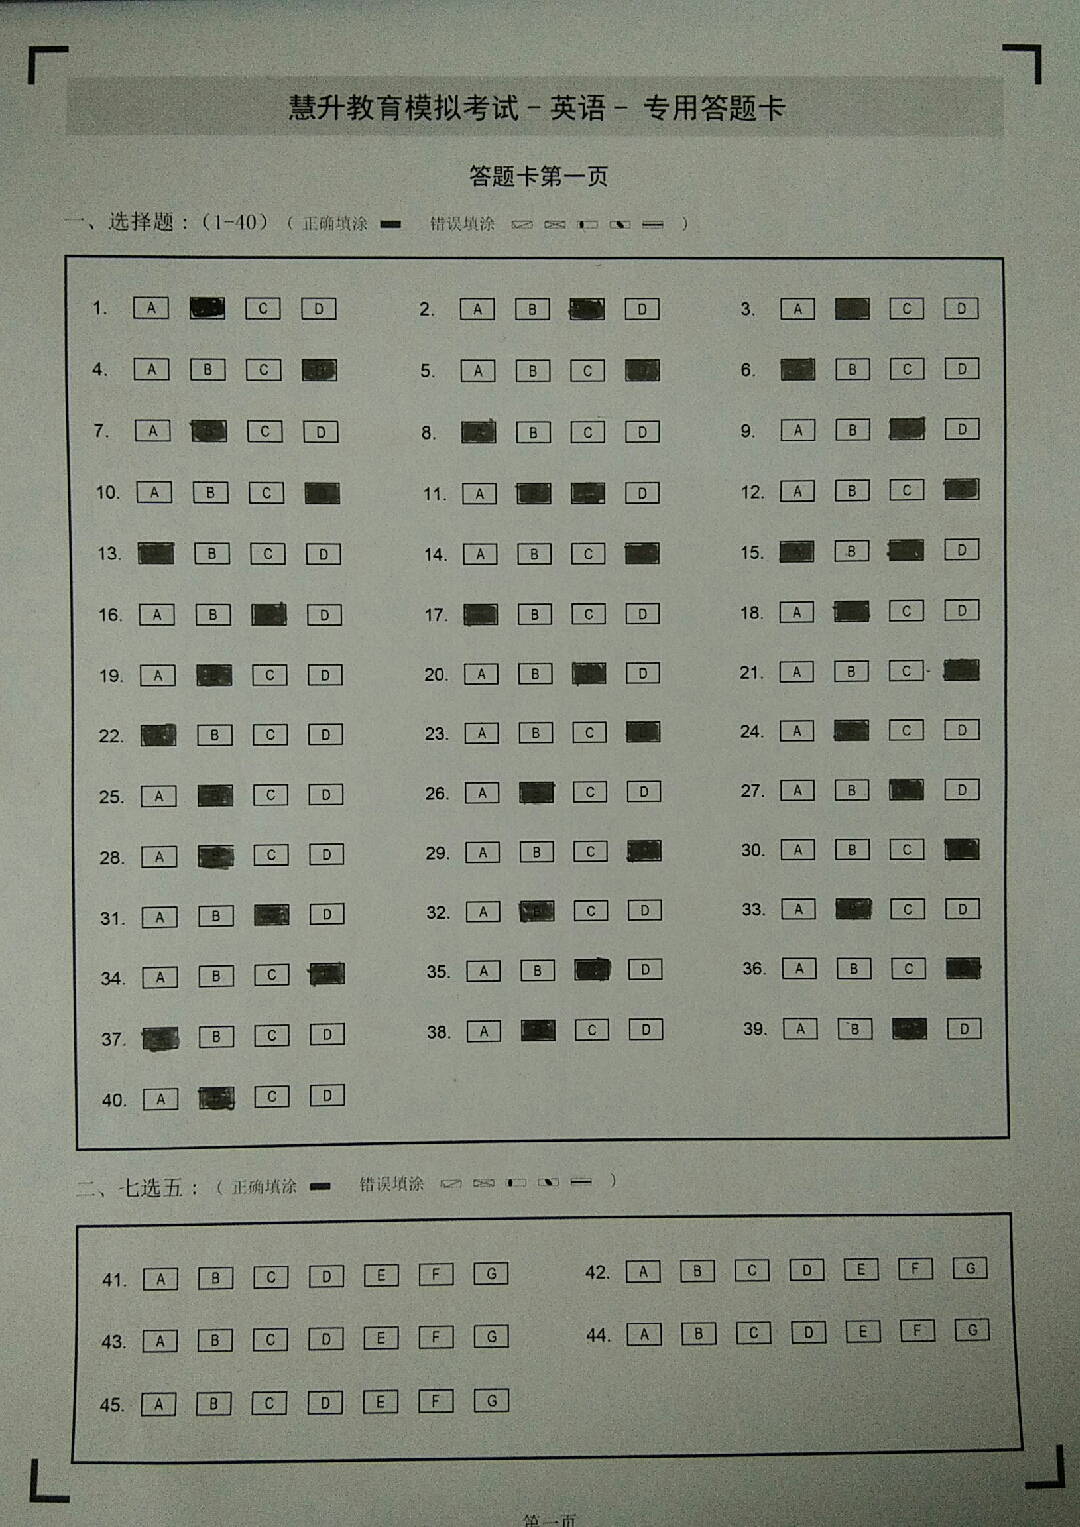 慧升教育模拟考试-英语- 专用答题卡
答题卡第一页
一、选择题:(1-40)( 正确填涂 错误填涂 )
1. A C D 2. A B D 3. A C D
4. A B C 5. A B C 6. B C D
7. A C D 8. B C D 9. A B D
10. A B C 11. A D 12. A B C
13. B C D 14. A B C 15. B D
16. A B D 17. B C D 18. A C D
19. A C D 20. A B D 21. A B C
22. B C D 23. A B C 24. A C D
25. A C D 26. A C D 27. A B D
28. A C D 29. A B C 30. A B C
31. A B D 32. A C D 33. A C D
34. A B C 35. A B D 36. A B C
37. B C D 38. A C D 39. A B D
40. A C D
二、七选五:( 正确填涂 错误填涂 )
41. A B C D E F G 42. A B C D E F G
43. A B C D E F G 44. A B C D E F G
45. A B C D E F G
第一页